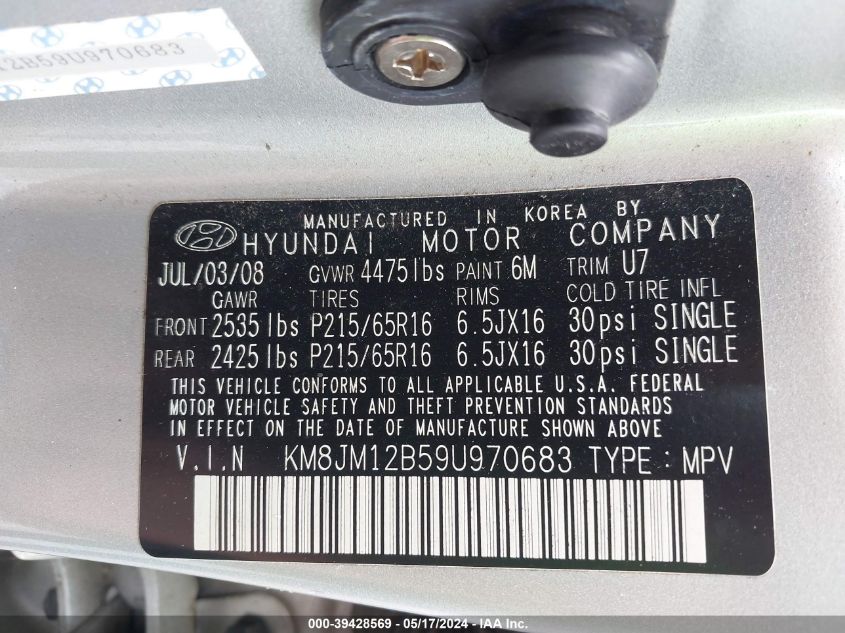 12B59U970683
MANUFACTURED IN KOREA BY
HYUNDAI MOTOR COMPANY
JUL/03/08 GVWR 4475lbs PAINT 6M TRIM U7
GAWR TIRES RIMS COLD TIRE INFL
FRONT 2535lbs P215/65R16 6.5JX16 30psi SINGLE
REAR 2425lbs P215/65R16 6.5JX16 30psi SINGLE
THIS VEHICLE CONFORMS TO ALL APPLICABLE U.S.A. FEDERAL
MOTOR VEHICLE SAFETY AND THEFT PREVENTION STANDARDS
IN EFFECT ON THE DATE OF MANUFACTURE SHOWN ABOVE
V.I.N KM8JM12B59U970683 TYPE : MPV
000-39428569 - 05/17/2024 - IAA Inc.